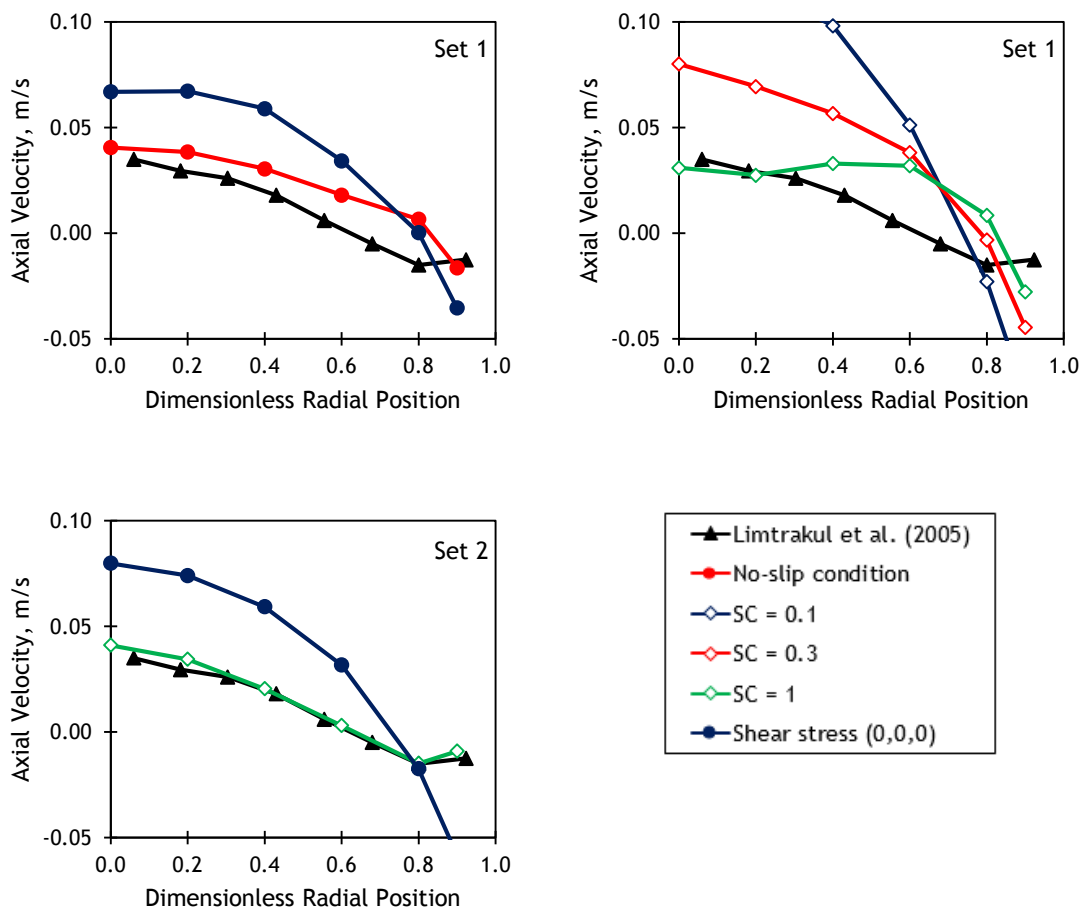 0.10
0.05
0.00
-0.05
Axial Velocity, m/s
Set 1
0.0 0.2 0.4 0.6 0.8 1.0
Dimensionless Radial Position
0.10
0.05
0.00
-0.05
Axial Velocity, m/s
Set 1
0.0 0.2 0.4 0.6 0.8 1.0
Dimensionless Radial Position
0.10
0.05
0.00
-0.05
Axial Velocity, m/s
Set 2
0.0 0.2 0.4 0.6 0.8 1.0
Dimensionless Radial Position
Limtrakul et al. (2005)
No-slip condition
SC = 0.1
SC = 0.3
SC = 1
Shear stress (0,0,0)